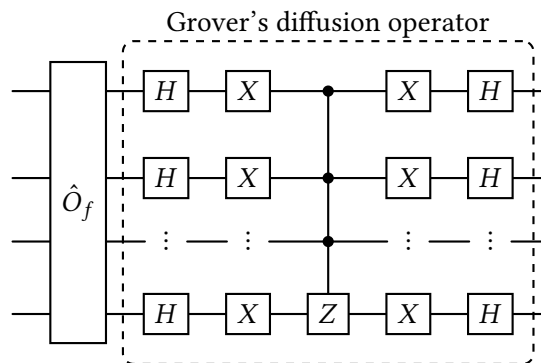 Grover's diffusion operator
H X X H
H X X H
Ô_f
⋮ ⋮ ⋮ ⋮
H X Z X H